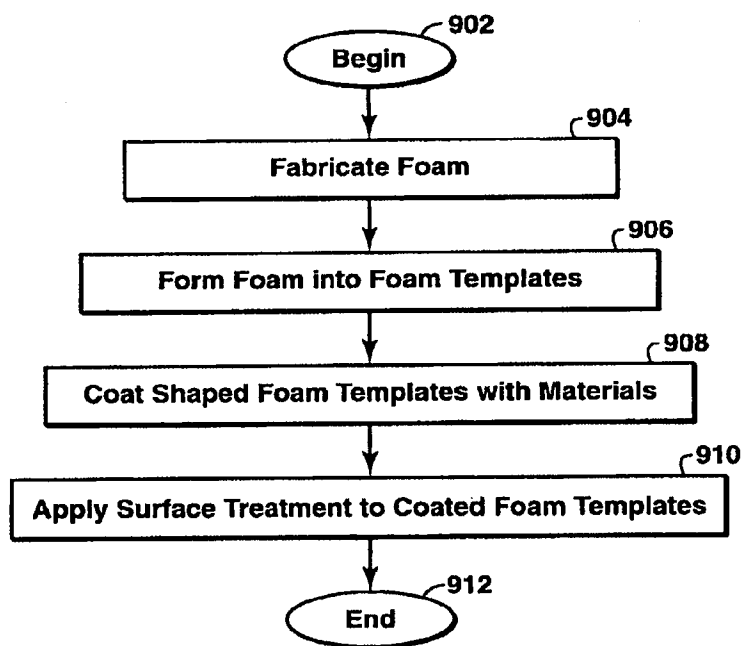 902
Begin
904
Fabricate Foam
906
Form Foam into Foam Templates
908
Coat Shaped Foam Templates with Materials
910
Apply Surface Treatment to Coated Foam Templates
912
End